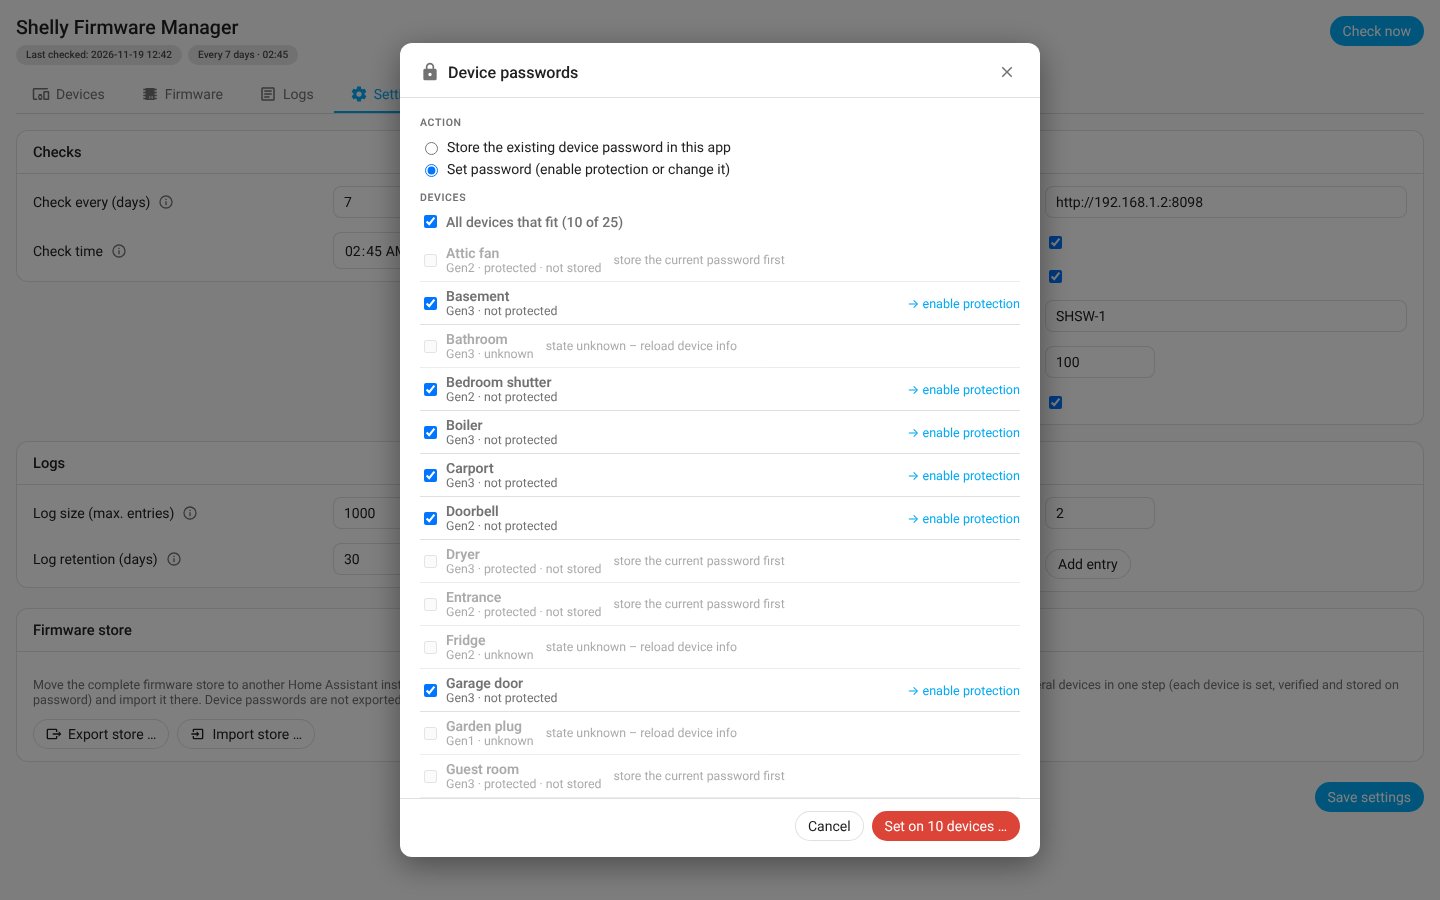 Shelly Firmware Manager
Last checked: 2026-11-19 12:42
Every 7 days · 02:45
Check now
Devices
Firmware
Logs
Setti
Checks
Check every (days)
7
Check time
02:45 AM
http://192.168.1.2:8098
SHSW-1
100
Logs
Log size (max. entries)
1000
Log retention (days)
30
2
Add entry
Firmware store
Move the complete firmware store to another Home Assistant inst
password) and import it there. Device passwords are not exported
eral devices in one step (each device is set, verified and stored on
Export store ...
Import store ...
Save settings
Device passwords
ACTION
Store the existing device password in this app
Set password (enable protection or change it)
DEVICES
All devices that fit (10 of 25)
Attic fan
Gen2 · protected · not stored
store the current password first
Basement
Gen3 · not protected
→ enable protection
Bathroom
Gen3 · unknown
state unknown – reload device info
Bedroom shutter
Gen2 · not protected
→ enable protection
Boiler
Gen3 · not protected
→ enable protection
Carport
Gen3 · not protected
→ enable protection
Doorbell
Gen2 · not protected
→ enable protection
Dryer
Gen3 · protected · not stored
store the current password first
Entrance
Gen2 · protected · not stored
store the current password first
Fridge
Gen2 · unknown
state unknown – reload device info
Garage door
Gen3 · not protected
→ enable protection
Garden plug
Gen1 · unknown
state unknown – reload device info
Guest room
Gen3 · protected · not stored
store the current password first
Cancel
Set on 10 devices ...